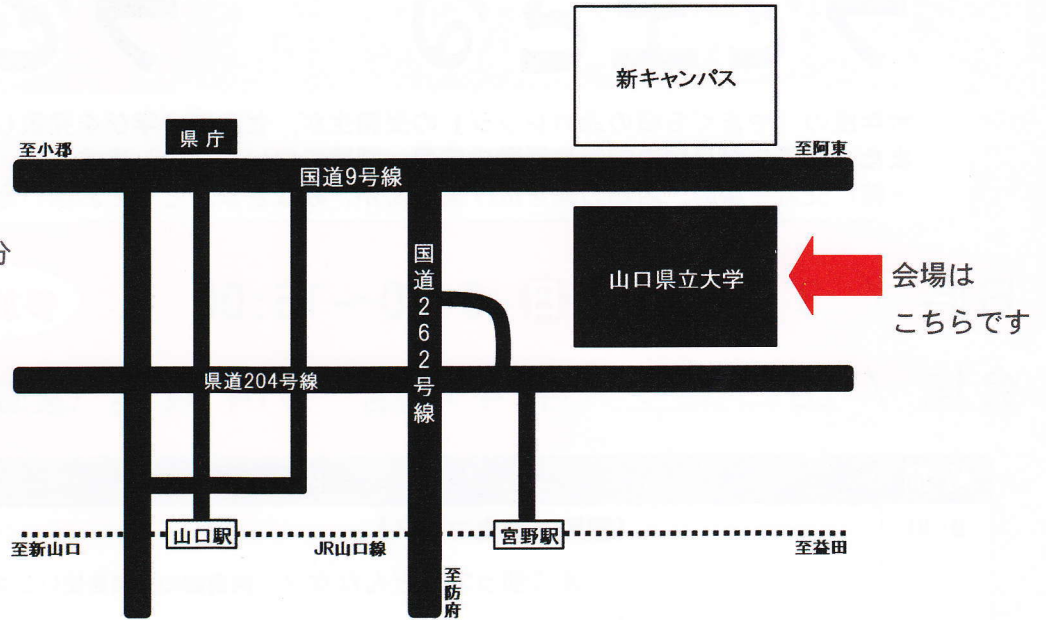 新キャンパス
県庁
至小郡
至阿東
国道9号線
分
国道262号線
山口県立大学
会場は
こちらです
県道204号線
山口駅
宮野駅
至新山口
JR山口線
至益田
至防府